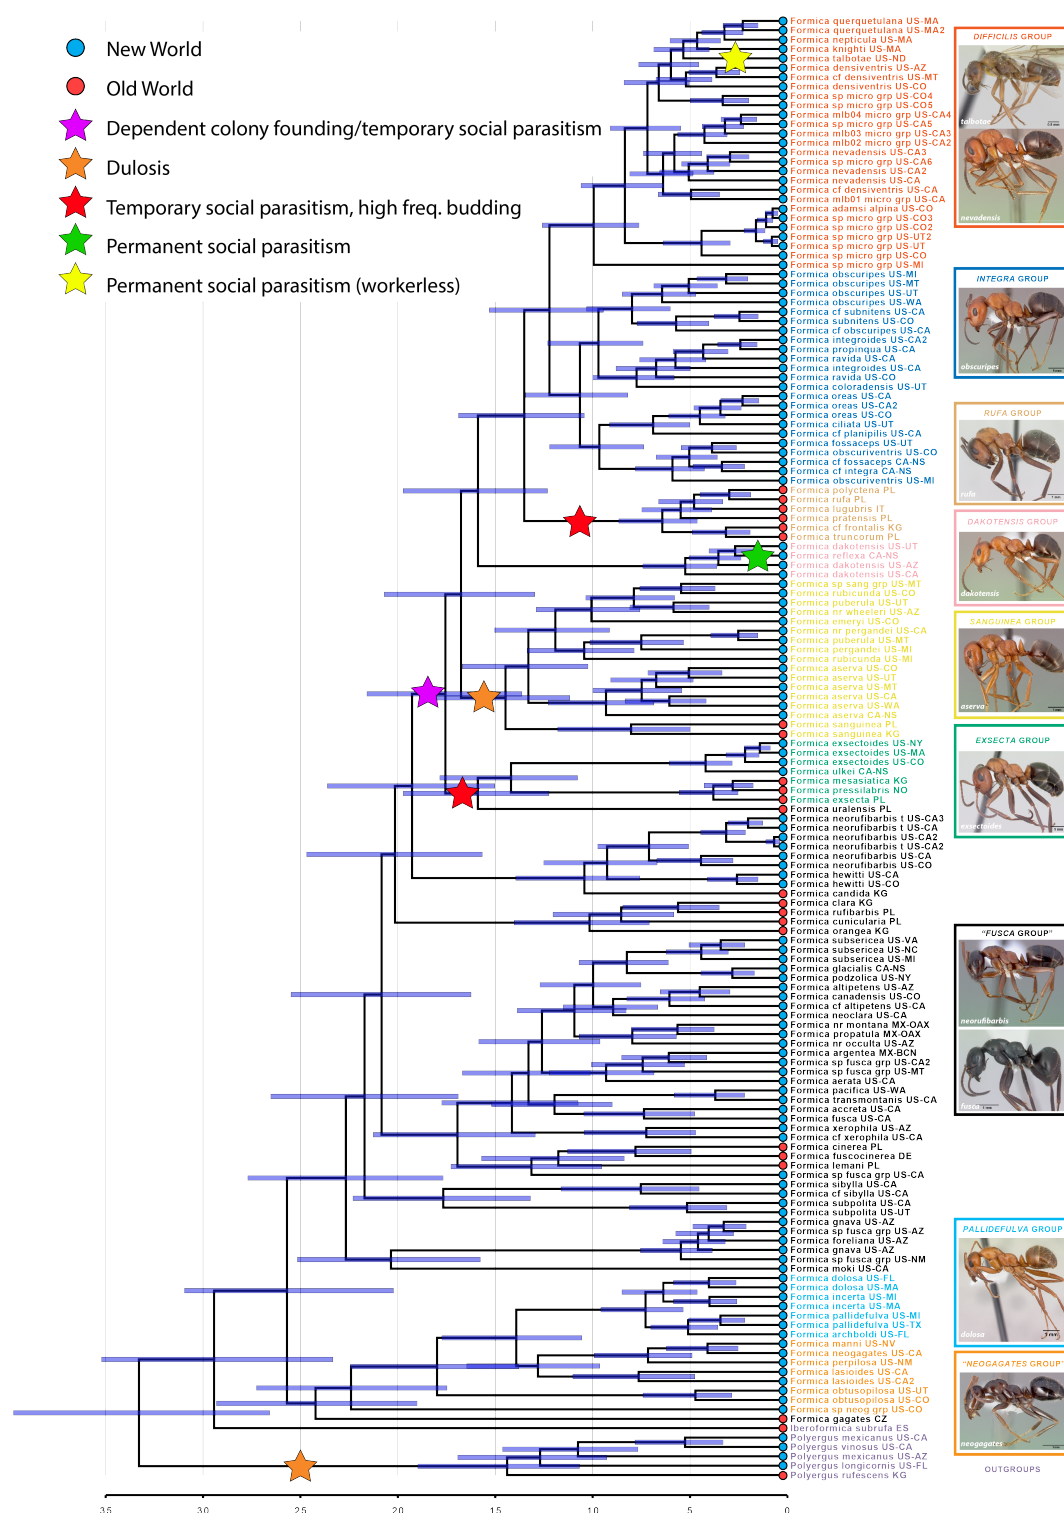 New World
Old World
Dependent colony founding/temporary social parasitism
Dulosis
Temporary social parasitism, high freq. budding
Permanent social parasitism
Permanent social parasitism (workerless)
Formica querquetulana US-MA
Formica querquetulana US-MA2
Formica nepticula US-MA
Formica knighti US-MA
Formica talbotae US-ND
Formica densiventris US-AZ
Formica cf densiventris US-MT
Formica densiventris US-CO
Formica sp micro grp US-CO4
Formica sp micro grp US-CO5
Formica mlb04 micro grp US-CA4
Formica sp micro grp US-CA5
Formica mlb03 micro grp US-CA3
Formica mlb02 micro grp US-CA2
Formica nevadensis US-CA3
Formica sp micro grp US-CA6
Formica nevadensis US-CA2
Formica nevadensis US-CA
Formica cf densiventris US-CA
Formica mlb01 micro grp US-CA
Formica adamsi alpina US-CO
Formica sp micro grp US-CO3
Formica sp micro grp US-CO2
Formica sp micro grp US-UT2
Formica sp micro grp US-UT
Formica sp micro grp US-CO
Formica sp micro grp US-MI
Formica obscuripes US-MI
Formica obscuripes US-MT
Formica obscuripes US-UT
Formica obscuripes US-WA
Formica cf subnitens US-CA
Formica subnitens US-CO
Formica cf obscuripes US-CA
Formica integroides US-CA2
Formica propinqua US-CA
Formica ravida US-CA
Formica integroides US-CA
Formica ravida US-CO
Formica coloradensis US-UT
Formica oreas US-CA
Formica oreas US-CA2
Formica oreas US-CO
Formica ciliata US-UT
Formica cf planipilis US-CA
Formica fossaceps US-UT
Formica obscuriventris US-CO
Formica cf fossaceps CA-NS
Formica cf integra CA-NS
Formica obscuriventris US-MI
Formica polyctena PL
Formica rufa PL
Formica lugubris IT
Formica pratensis PL
Formica cf frontalis KG
Formica truncorum PL
Formica dakotensis US-UT
Formica reflexa CA-NS
Formica dakotensis US-AZ
Formica dakotensis US-CA
Formica sp sang grp US-MT
Formica rubicunda US-CO
Formica puberula US-UT
Formica nr wheeleri US-AZ
Formica emeryi US-CO
Formica nr pergandei US-CA
Formica puberula US-MT
Formica pergandei US-MI
Formica rubicunda US-MI
Formica aserva US-CO
Formica aserva US-UT
Formica aserva US-MT
Formica aserva US-CA
Formica aserva US-WA
Formica aserva CA-NS
Formica sanguinea PL
Formica sanguinea KG
Formica exsectoides US-NY
Formica exsectoides US-MA
Formica exsectoides US-CO
Formica ulkei CA-NS
Formica mesasiatica KG
Formica pressilabris NO
Formica exsecta PL
Formica uralensis PL
Formica neorufibarbis t US-CA3
Formica neorufibarbis t US-CA
Formica neorufibarbis US-CA2
Formica neorufibarbis t US-CA2
Formica neorufibarbis US-CA
Formica neorufibarbis US-CO
Formica hewitti US-CA
Formica hewitti US-CO
Formica candida KG
Formica clara KG
Formica rufibarbis PL
Formica cunicularia PL
Formica orangea KG
Formica subsericea US-VA
Formica subsericea US-NC
Formica subsericea US-MI
Formica glacialis CA-NS
Formica podzolica US-NY
Formica altipetens US-AZ
Formica canadensis US-CO
Formica cf altipetens US-CA
Formica neoclara US-CA
Formica nr montana MX-OAX
Formica propatula MX-OAX
Formica nr occulta US-AZ
Formica argentea MX-BCN
Formica sp fusca grp US-CA2
Formica sp fusca grp US-MT
Formica aerata US-CA
Formica pacifica US-WA
Formica transmontanis US-CA
Formica accreta US-CA
Formica fusca US-CA
Formica xerophila US-AZ
Formica cf xerophila US-CA
Formica cinerea PL
Formica fuscocinerea DE
Formica lemani PL
Formica sp fusca grp US-CA
Formica sibylla US-CA
Formica cf sibylla US-CA
Formica subpolita US-CA
Formica subpolita US-UT
Formica gnava US-AZ
Formica sp fusca grp US-AZ
Formica foreliana US-AZ
Formica gnava US-AZ
Formica sp fusca grp US-NM
Formica moki US-CA
Formica dolosa US-FL
Formica dolosa US-MA
Formica incerta US-MI
Formica incerta US-MA
Formica pallidefulva US-MI
Formica pallidefulva US-TX
Formica archboldi US-FL
Formica manni US-NV
Formica neogagates US-CA
Formica perpilosa US-NM
Formica lasioides US-CA
Formica lasioides US-CA2
Formica obtusopilosa US-UT
Formica obtusopilosa US-CO
Formica sp neog grp US-CO
Formica gagates CZ
Iberoformica subrufa ES
Polyergus mexicanus US-CA
Polyergus vinosus US-CA
Polyergus mexicanus US-AZ
Polyergus longicornis US-FL
Polyergus rufescens KG
DIFFICILIS GROUP
talbotae
nevadensis
INTEGRA GROUP
obscuripes
RUFA GROUP
rufa
DAKOTENSIS GROUP
dakotensis
SANGUINEA GROUP
aserva
EXSECTA GROUP
exsectoides
"FUSCA GROUP"
neorufibarbis
fusca
PALLIDEFULVA GROUP
dolosa
"NEOGAGATES GROUP"
neogagates
OUTGROUPS
35 30 25 20 15 10 5 0